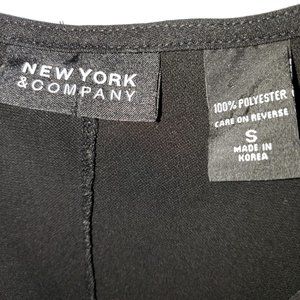 NEW YORK
& COMPANY
100% POLYESTER
CARE ON REVERSE
S
MADE IN
KOREA